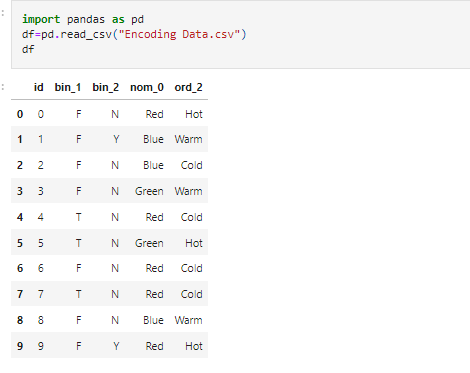 import pandas as pd
df=pd.read_csv("Encoding Data.csv")
df
id bin_1 bin_2 nom_0 ord_2
0 0 F N Red Hot
1 1 F Y Blue Warm
2 2 F N Blue Cold
3 3 F N Green Warm
4 4 T N Red Cold
5 5 T N Green Hot
6 6 F N Red Cold
7 7 T N Red Cold
8 8 F N Blue Warm
9 9 F Y Red Hot